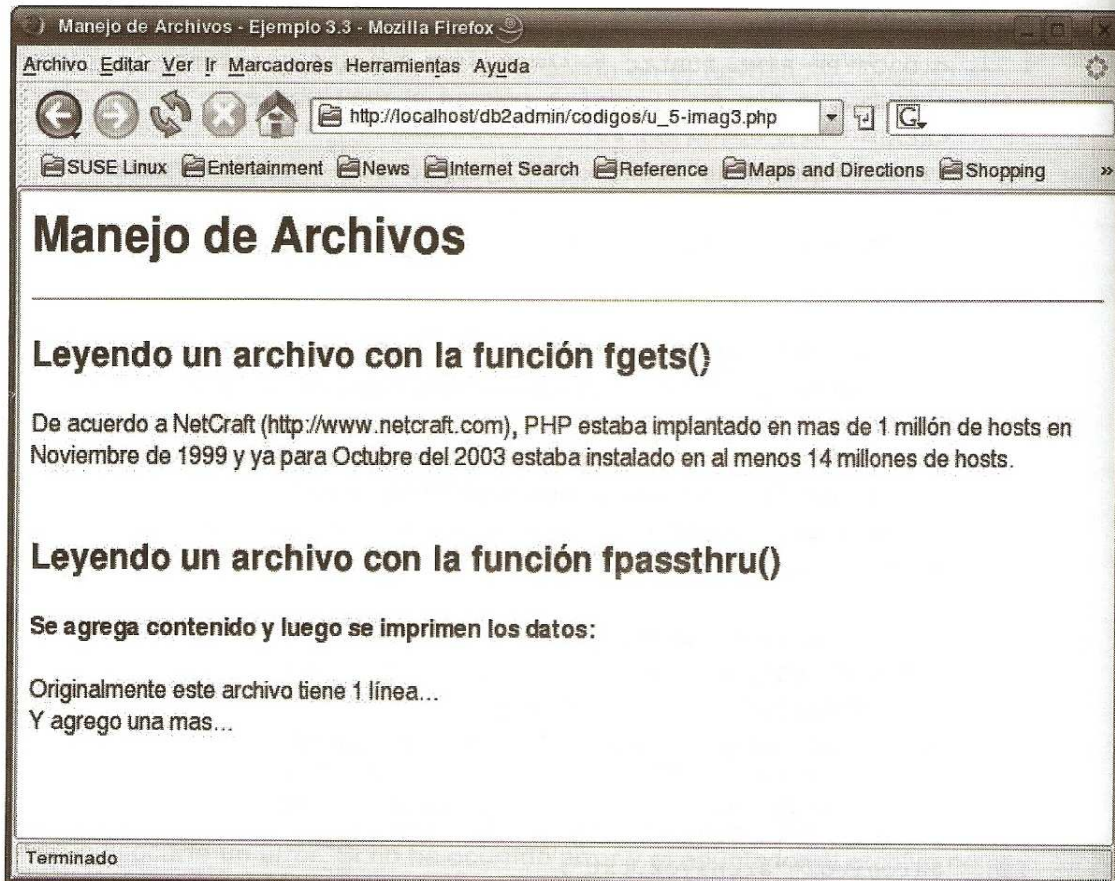 Manejo de Archivos - Ejemplo 3.3 - Mozilla Firefox
Archivo Editar Ver Ir Marcadores Herramientas Ayuda
http://localhost/db2admin/codigos/u_5-imag3.php
G
SUSE Linux Entertainment News Internet Search Reference Maps and Directions Shopping »
Manejo de Archivos
Leyendo un archivo con la función fgets()
De acuerdo a NetCraft (http://www.netcraft.com), PHP estaba implantado en mas de 1 millón de hosts en
Noviembre de 1999 y ya para Octubre del 2003 estaba instalado en al menos 14 millones de hosts.
Leyendo un archivo con la función fpassthru()
Se agrega contenido y luego se imprimen los datos:
Originalmente este archivo tiene 1 línea...
Y agrego una mas...
Terminado